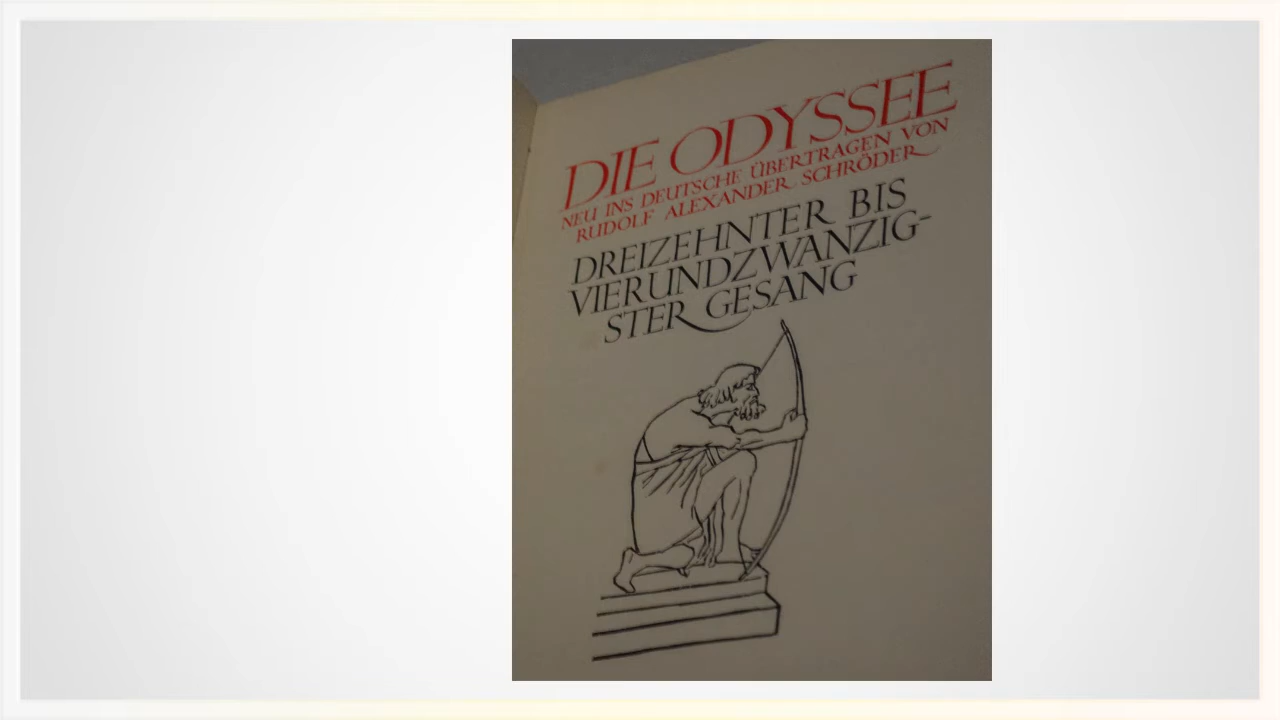 DIE ODYSSEE
NEU INS DEUTSCHE ÜBERTRAGEN VON
RUDOLF ALEXANDER SCHRÖDER
DREIZEHNTER BIS
VIERUNDZWANZIG-
STER GESANG